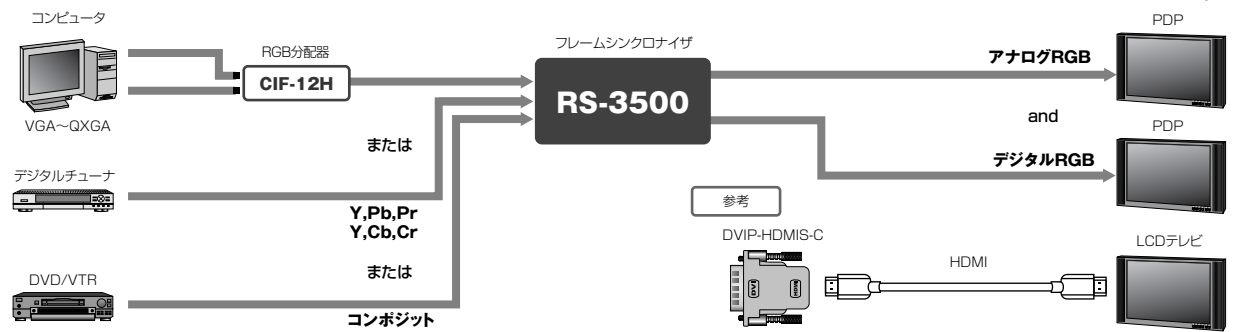 コンピュータ
VGA～QXGA
RGB分配器
CIF-12H
デジタルチューナ
DVD/VTR
または
Y,Pb,Pr
Y,Cb,Cr
または
コンポジット
フレームシンクロナイザ
RS-3500
アナログRGB
PDP
and
デジタルRGB
PDP
参考
DVIP-HDMIS-C
DVI
HDMI
HDMI
LCDテレビ